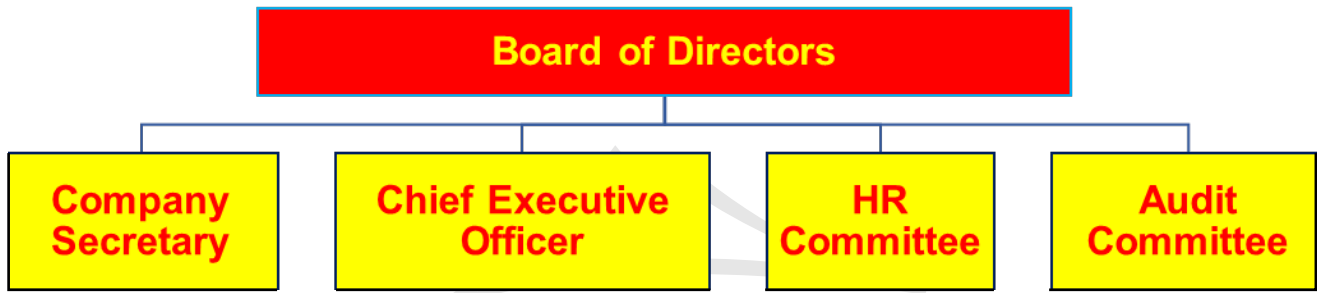 Board of Directors
Company
Secretary
Chief Executive
Officer
HR
Committee
Audit
Committee